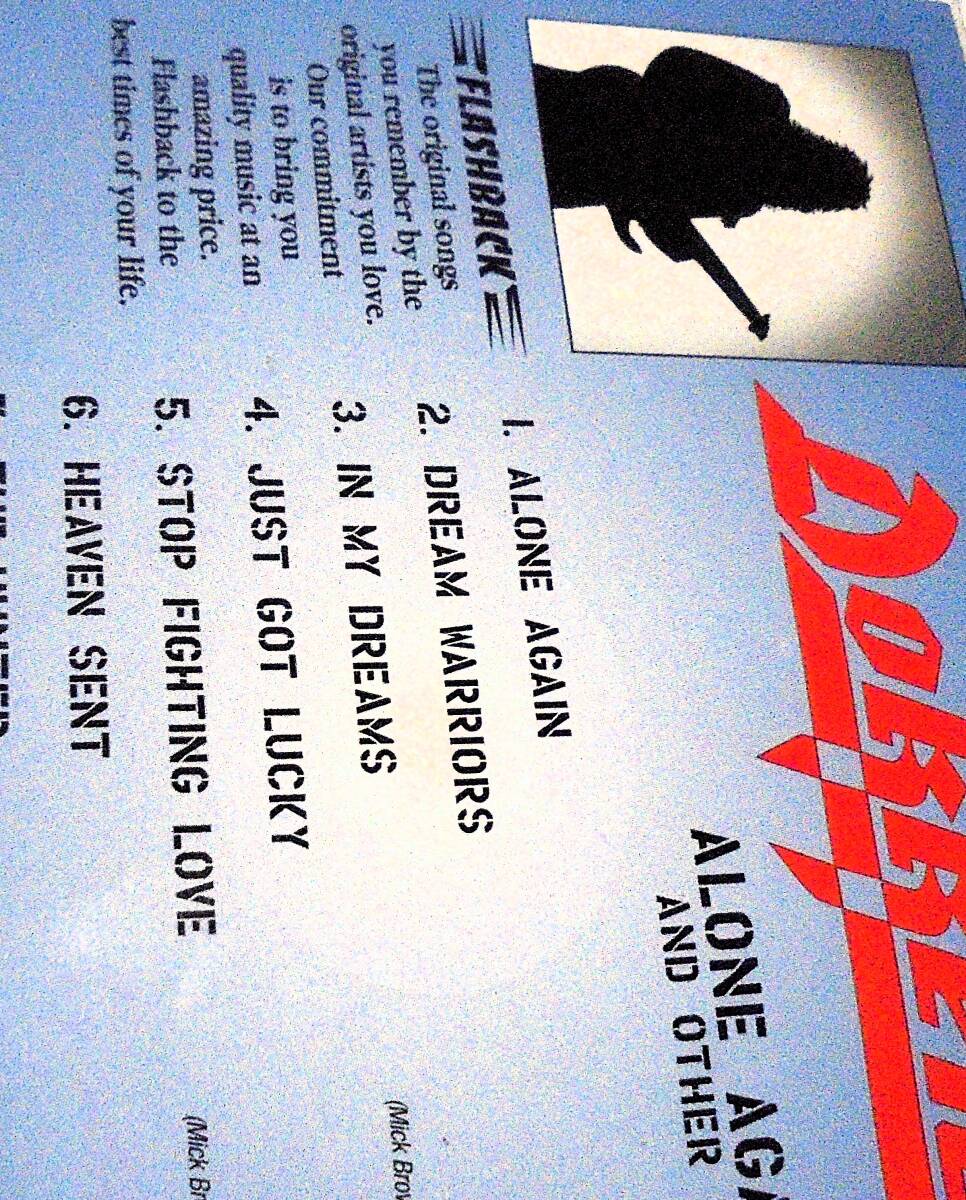 ALONE AGA
AND OTHER
FLASHBACK
The original songs
you remember by the
original artists you love.
Our commitment
is to bring you
quality music at an
amazing price.
Flashback to the
best times of your life.
1. ALONE AGAIN
2. DREAM WARRIORS
3. IN MY DREAMS
(Mick Brow
4. JUST GOT LUCKY
5. STOP FIGHTING LOVE
(Mick Br
6. HEAVEN SENT